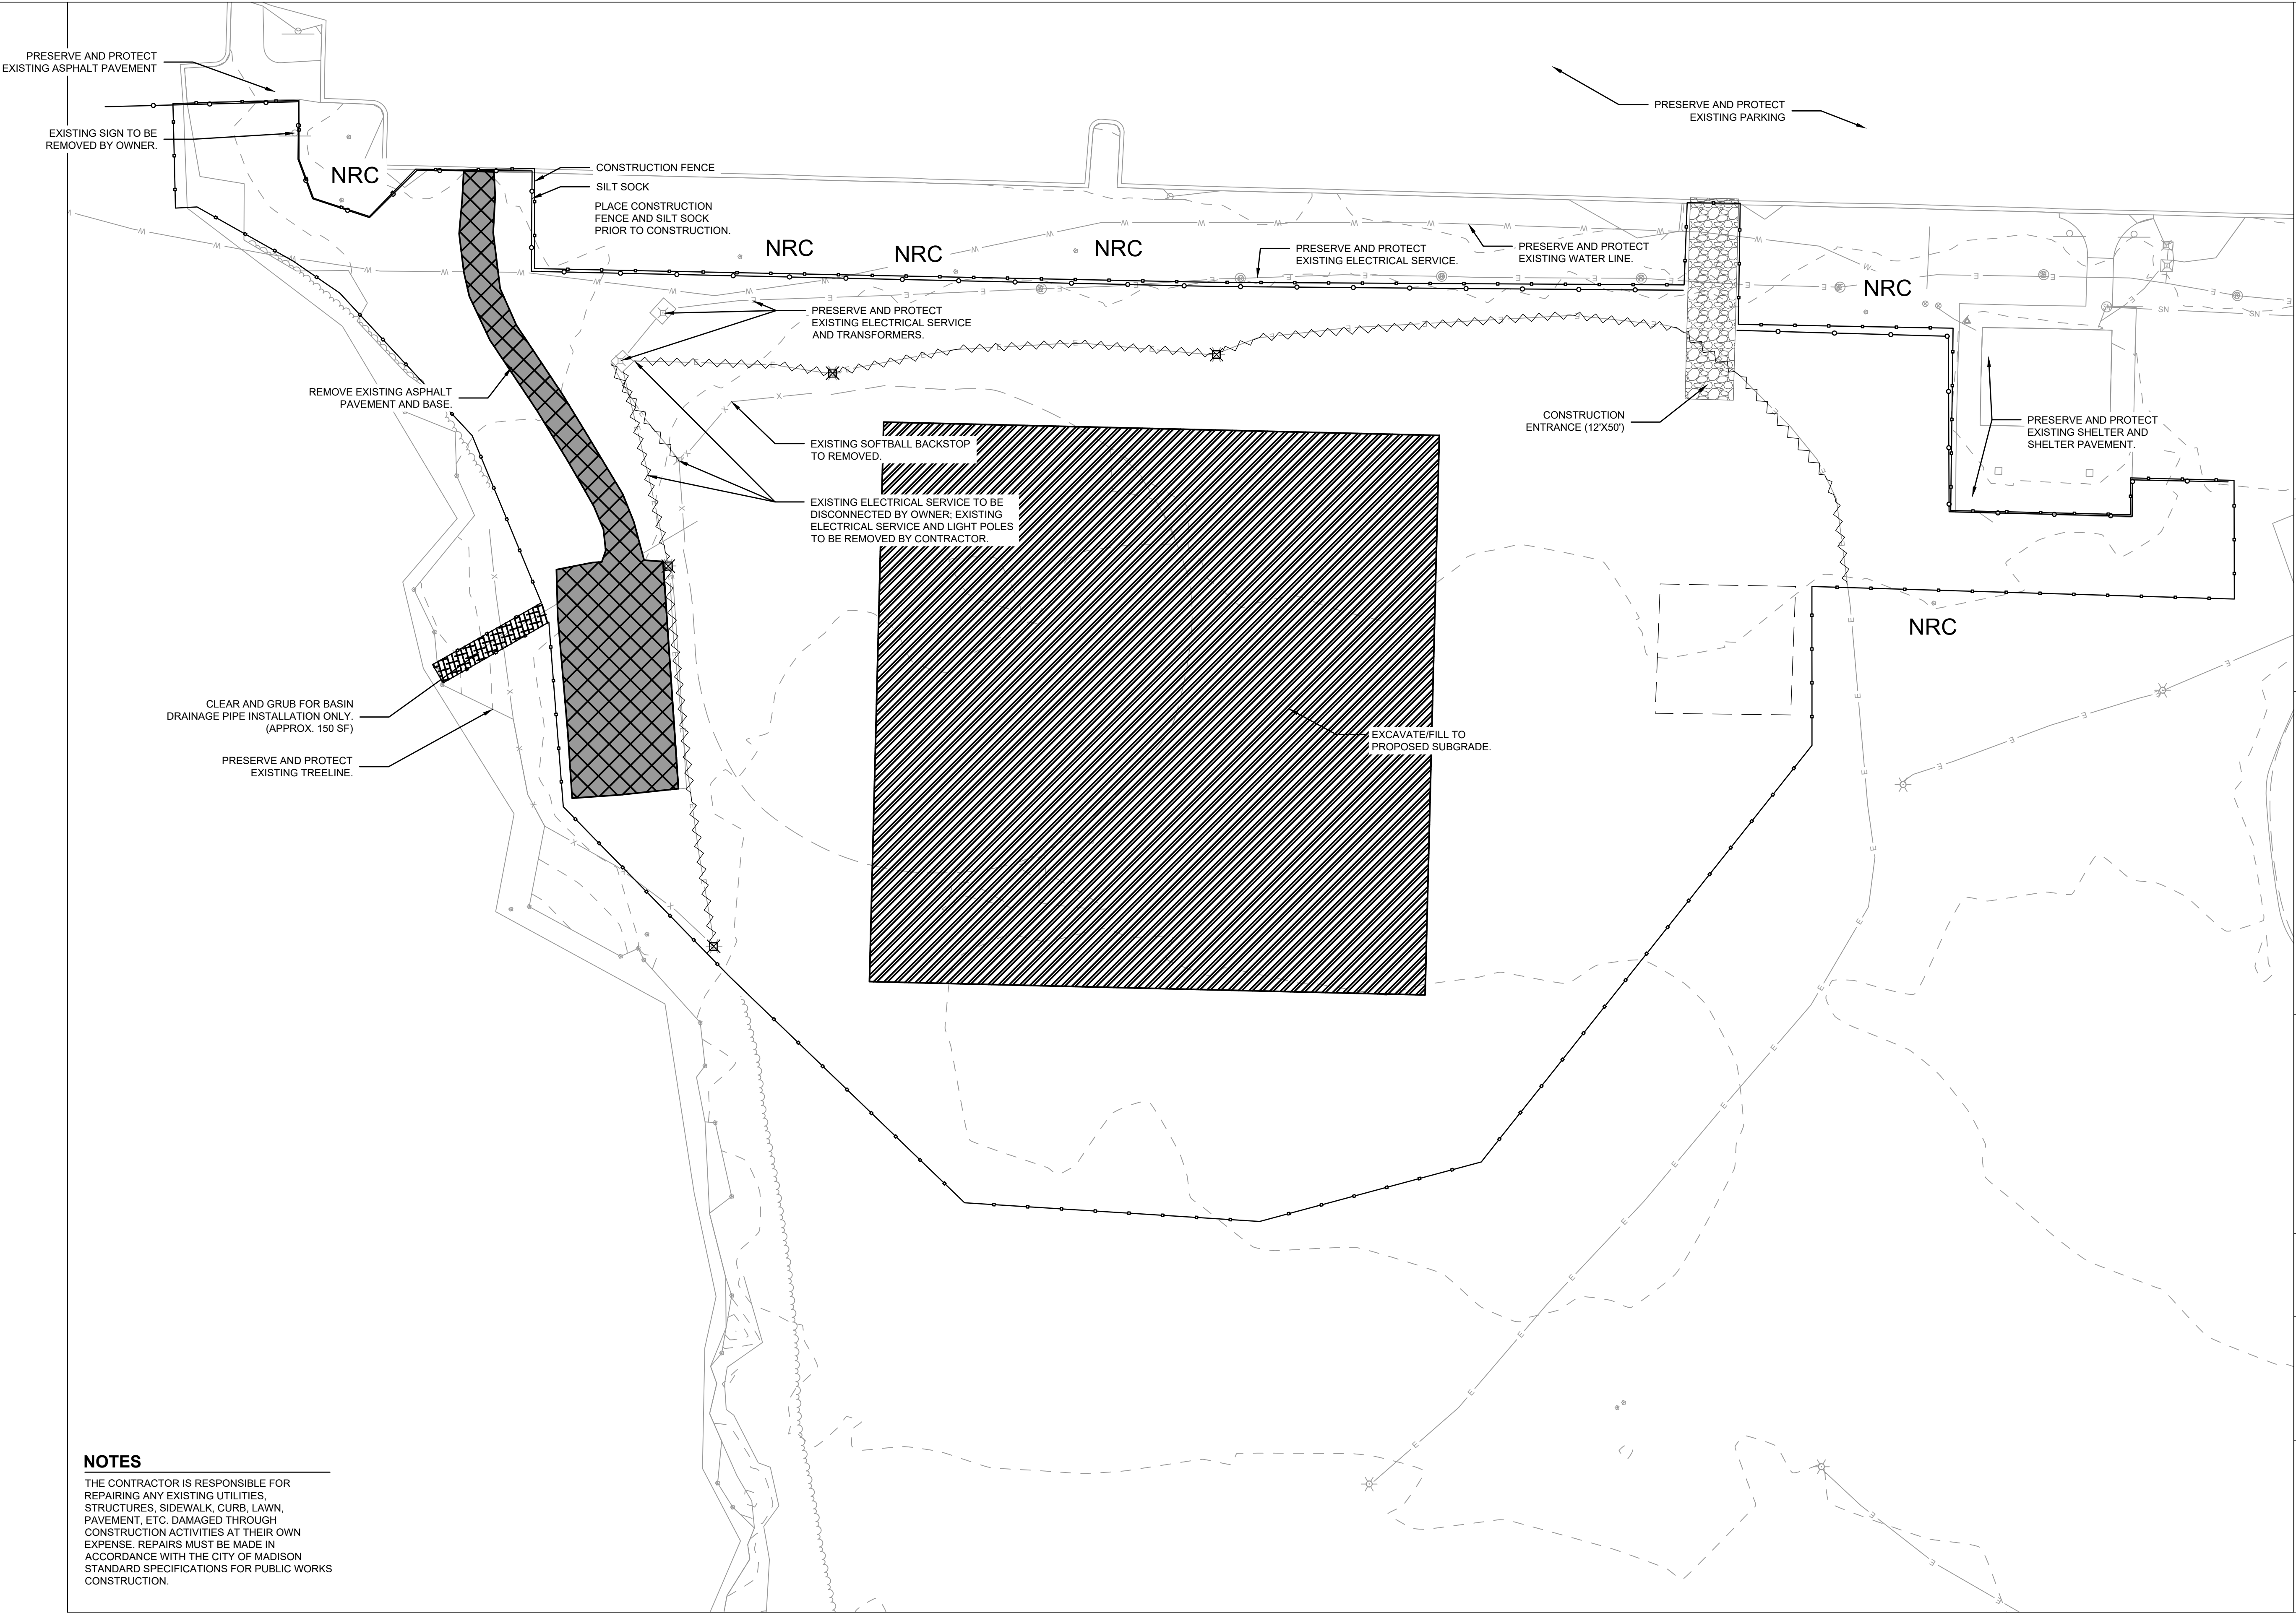 PRESERVE AND PROTECT
EXISTING ASPHALT PAVEMENT
EXISTING SIGN TO BE
REMOVED BY OWNER.
NRC
CONSTRUCTION FENCE
SILT SOCK
PLACE CONSTRUCTION
FENCE AND SILT SOCK
PRIOR TO CONSTRUCTION.
NRC
NRC
NRC
PRESERVE AND PROTECT
EXISTING PARKING
PRESERVE AND PROTECT
EXISTING ELECTRICAL SERVICE.
PRESERVE AND PROTECT
EXISTING WATER LINE.
NRC
PRESERVE AND PROTECT
EXISTING ELECTRICAL SERVICE
AND TRANSFORMERS.
REMOVE EXISTING ASPHALT
PAVEMENT AND BASE.
CONSTRUCTION
ENTRANCE (12'X50')
PRESERVE AND PROTECT
EXISTING SHELTER AND
SHELTER PAVEMENT.
EXISTING SOFTBALL BACKSTOP
TO REMOVED.
EXISTING ELECTRICAL SERVICE TO BE
DISCONNECTED BY OWNER; EXISTING
ELECTRICAL SERVICE AND LIGHT POLES
TO BE REMOVED BY CONTRACTOR.
NRC
CLEAR AND GRUB FOR BASIN
DRAINAGE PIPE INSTALLATION ONLY.
(APPROX. 150 SF)
PRESERVE AND PROTECT
EXISTING TREELINE.
EXCAVATE/FILL TO
PROPOSED SUBGRADE.
NOTES
THE CONTRACTOR IS RESPONSIBLE FOR
REPAIRING ANY EXISTING UTILITIES,
STRUCTURES, SIDEWALK, CURB, LAWN,
PAVEMENT, ETC. DAMAGED THROUGH
CONSTRUCTION ACTIVITIES AT THEIR OWN
EXPENSE. REPAIRS MUST BE MADE IN
ACCORDANCE WITH THE CITY OF MADISON
STANDARD SPECIFICATIONS FOR PUBLIC WORKS
CONSTRUCTION.